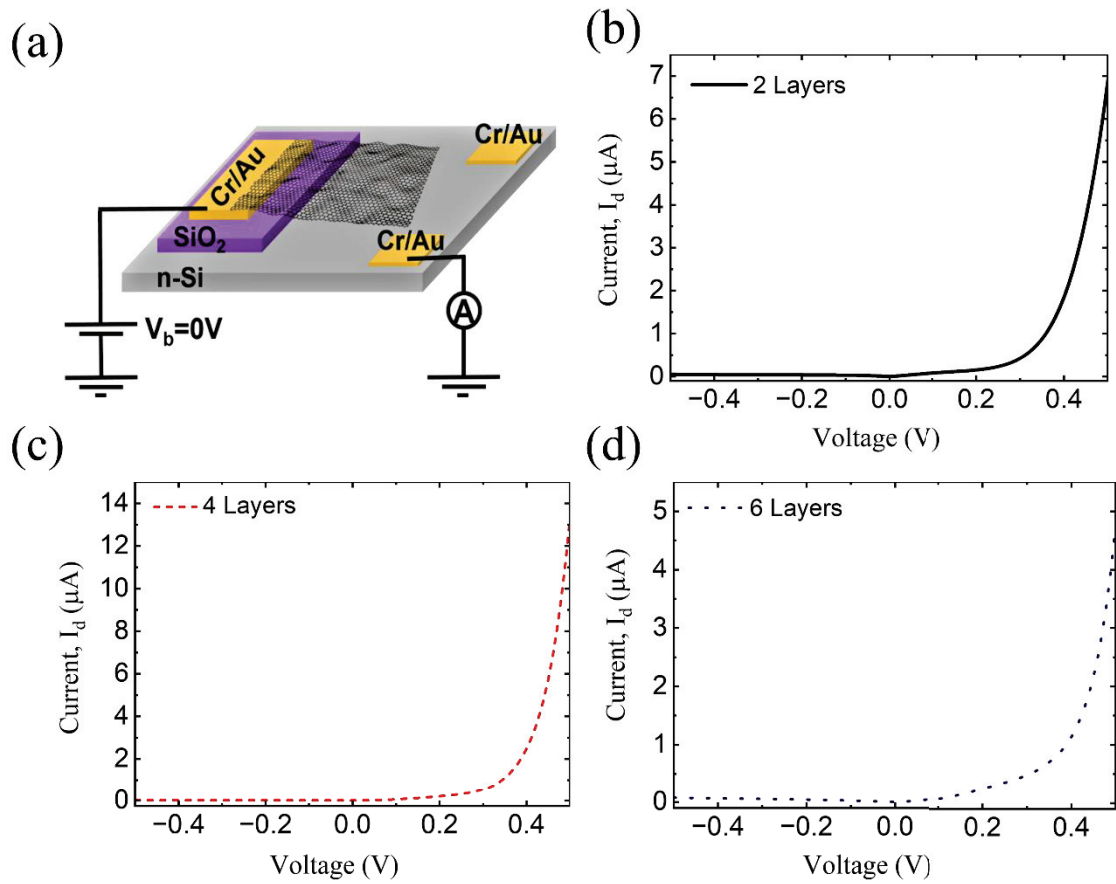 (a)
Cr/Au
Cr/Au
Cr/Au
SiO₂
n-Si
V_b=0V
A
(b)
2 Layers
Current, I_d (μA)
7
6
5
4
3
2
1
0
−0.4 −0.2 0.0 0.2 0.4
Voltage (V)
(c)
4 Layers
Current, I_d (μA)
14
12
10
8
6
4
2
0
−0.4 −0.2 0.0 0.2 0.4
Voltage (V)
(d)
6 Layers
Current, I_d (μA)
5
4
3
2
1
0
−0.4 −0.2 0.0 0.2 0.4
Voltage (V)